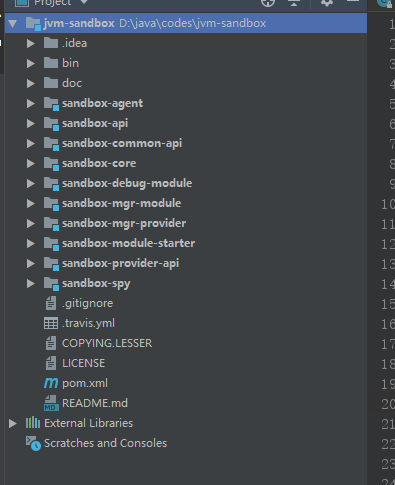 Project
jvm-sandbox D:\java\codes\jvm-sandbox
.idea
bin
doc
sandbox-agent
sandbox-api
sandbox-common-api
sandbox-core
sandbox-debug-module
sandbox-mgr-module
sandbox-mgr-provider
sandbox-module-starter
sandbox-provider-api
sandbox-spy
.gitignore
.travis.yml
COPYING.LESSER
LICENSE
pom.xml
MD README.md
External Libraries
Scratches and Consoles
1
2
3
4
5
6
7
8
9
10
11
12
13
14
15
16
17
18
19
20
21
22
23
24